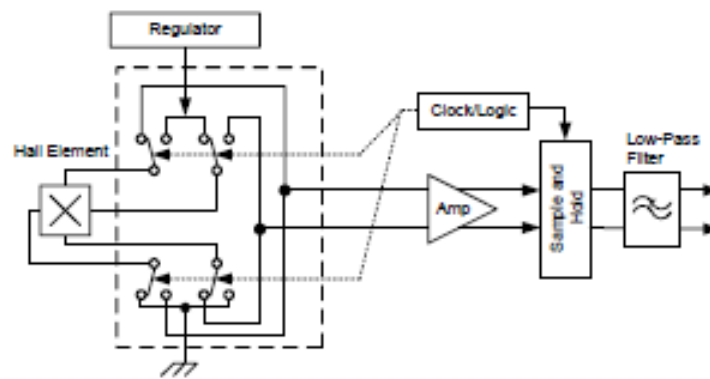 Regulator
Clock/Logic
Hall Element
Low-Pass
Filter
Amp
Sample and
Hold